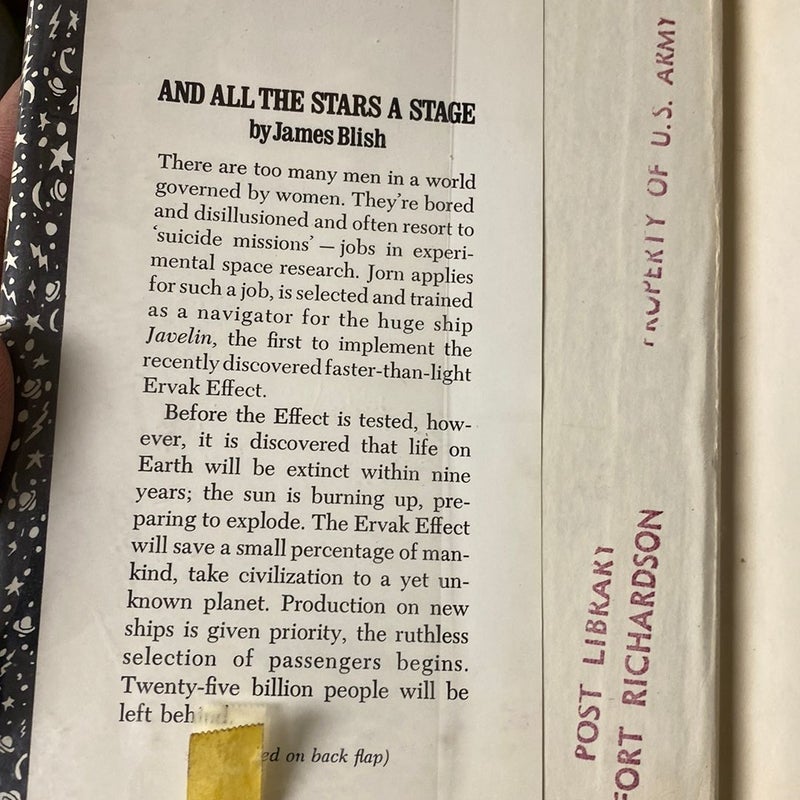 AND ALL THE STARS A STAGE
by James Blish
There are too many men in a world
governed by women. They're bored
and disillusioned and often resort to
'suicide missions' — jobs in experi-
mental space research. Jorn applies
for such a job, is selected and trained
as a navigator for the huge ship
Javelin, the first to implement the
recently discovered faster-than-light
Ervak Effect.
Before the Effect is tested, how-
ever, it is discovered that life on
Earth will be extinct within nine
years; the sun is burning up, pre-
paring to explode. The Ervak Effect
will save a small percentage of man-
kind, take civilization to a yet un-
known planet. Production on new
ships is given priority, the ruthless
selection of passengers begins.
Twenty-five billion people will be
left behind.
on back flap)
PROPERTY OF U.S. ARMY
POST LIBRARY
FORT RICHARDSON